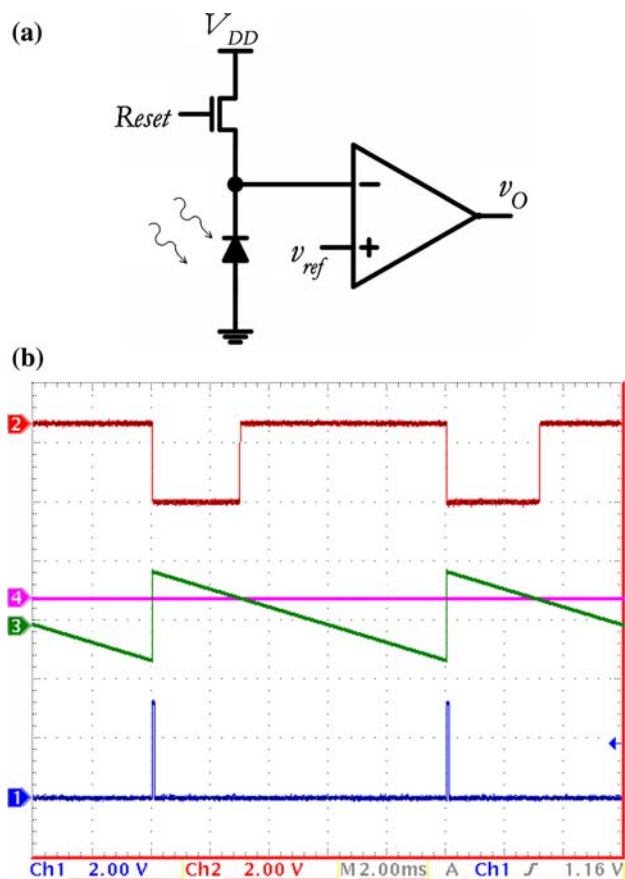 (a)
V_DD
Reset
v_O
v_ref
(b)
2
4
3
1
Ch1 2.00 V Ch2 2.00 V M 2.00ms A Ch1 ʃ 1.16 V